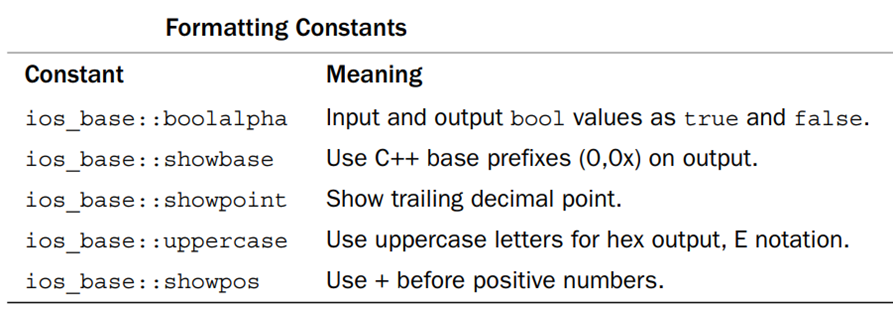 Formatting Constants
Constant Meaning
ios_base::boolalpha Input and output bool values as true and false.
ios_base::showbase Use C++ base prefixes (0,0x) on output.
ios_base::showpoint Show trailing decimal point.
ios_base::uppercase Use uppercase letters for hex output, E notation.
ios_base::showpos Use + before positive numbers.